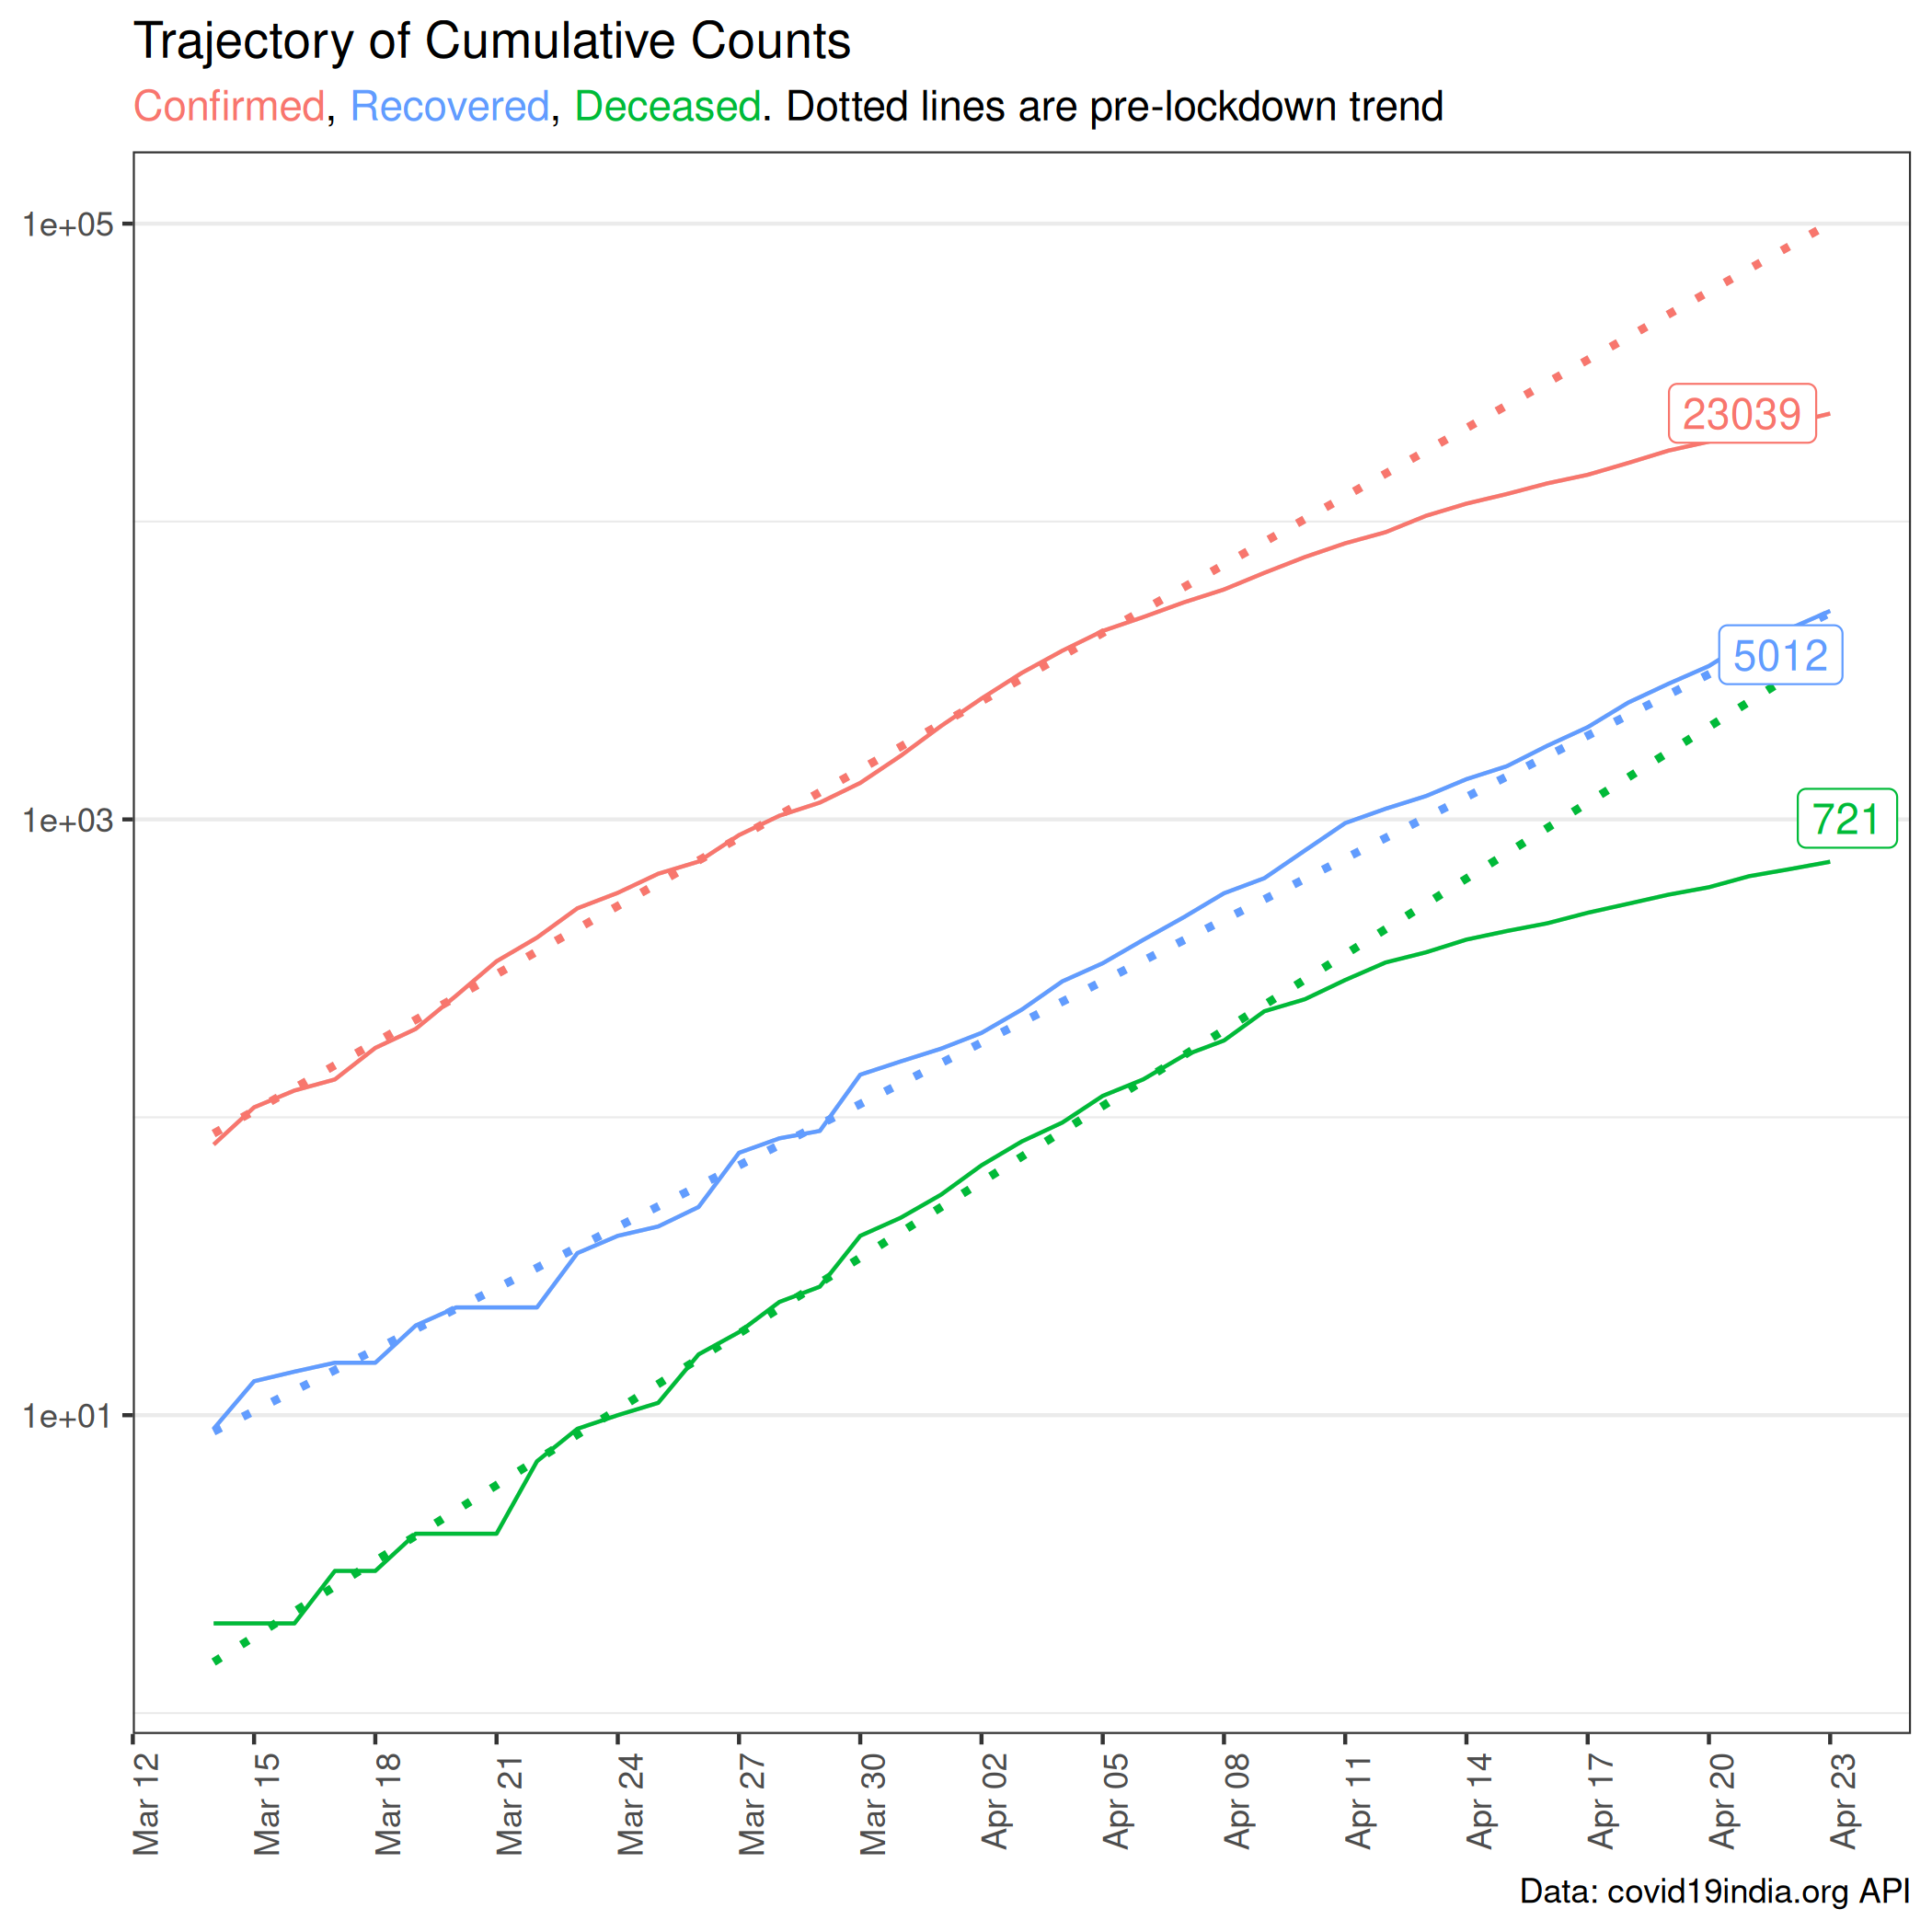 Trajectory of Cumulative Counts
Confirmed, Recovered, Deceased. Dotted lines are pre-lockdown trend
1e+05
23039
5012
1e+03
721
1e+01
Mar 12
Mar 15
Mar 18
Mar 21
Mar 24
Mar 27
Mar 30
Apr 02
Apr 05
Apr 08
Apr 11
Apr 14
Apr 17
Apr 20
Apr 23
Data: covid19india.org API